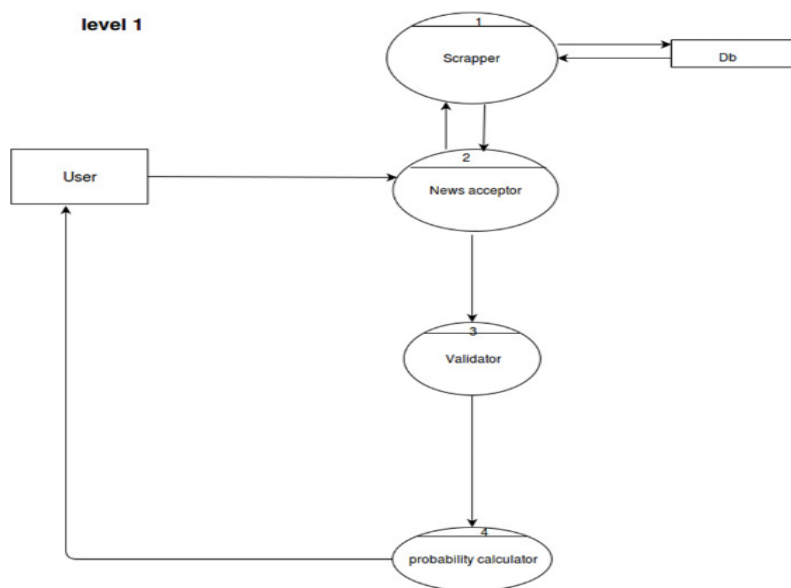 level 1
1
Scrapper
Db
2
News acceptor
User
3
Validator
4
probability calculator